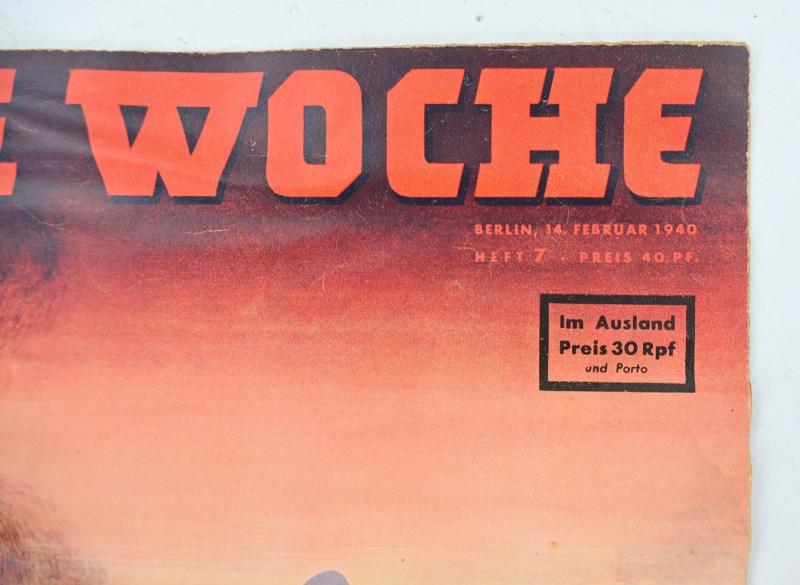 E WOCHE
BERLIN, 14. FEBRUAR 1940
HEFT 7 . PREIS 40 PF.
Im Ausland
Preis 30 Rpf
und Porto